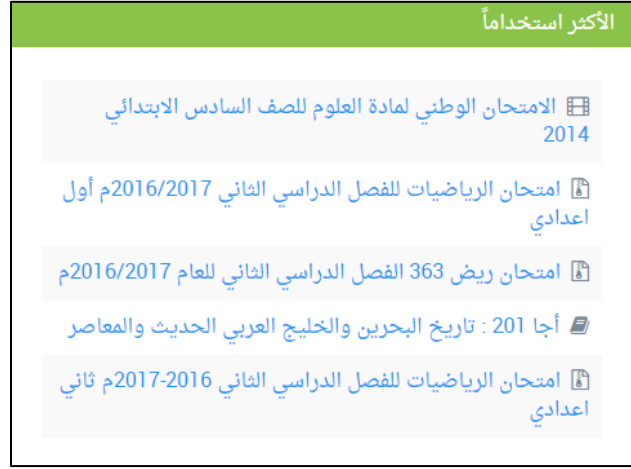 الأكثر استخداماً
الامتحان الوطني لمادة العلوم للصف السادس الابتدائي
2014
امتحان الرياضيات للفصل الدراسي الثاني 2016/2017م أول
اعدادي
امتحان ريض 363 الفصل الدراسي الثاني للعام 2016/2017م
أجا 201 : تاريخ البحرين والخليج العربي الحديث والمعاصر
امتحان الرياضيات للفصل الدراسي الثاني 2016-2017م ثاني
اعدادي